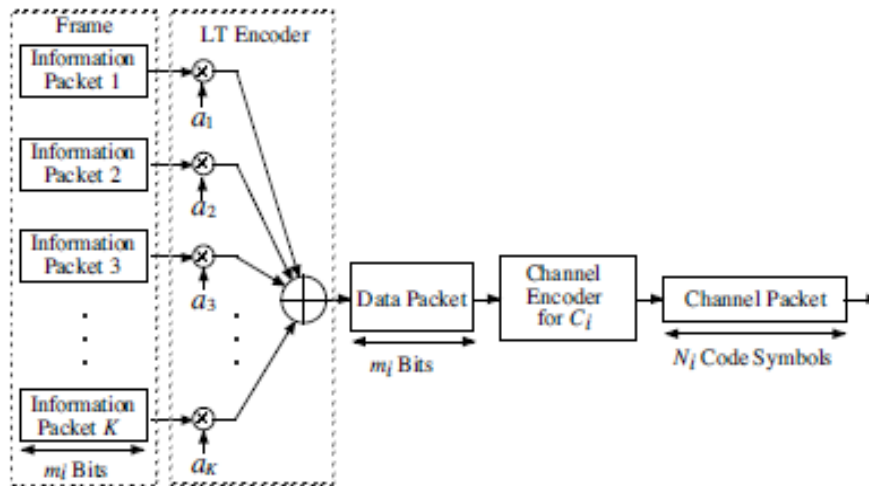 Frame
LT Encoder
Information
Packet 1
a₁
Information
Packet 2
a₂
Information
Packet 3
a₃
Data Packet
Channel
Encoder
for Cᵢ
Channel Packet
mᵢ Bits
Nᵢ Code Symbols
Information
Packet K
mᵢ Bits
a_K